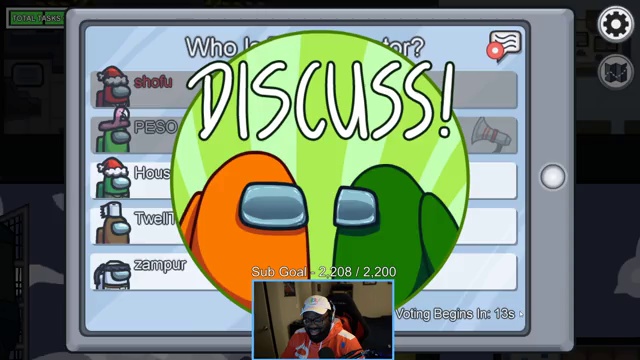 TOTAL TASKS
Who Is
or?
DISCUSS!
shofu
PESO
Hous
Twell
zampur
Sub Goal - 2,208 / 2,200
Voting Begins In: 13s